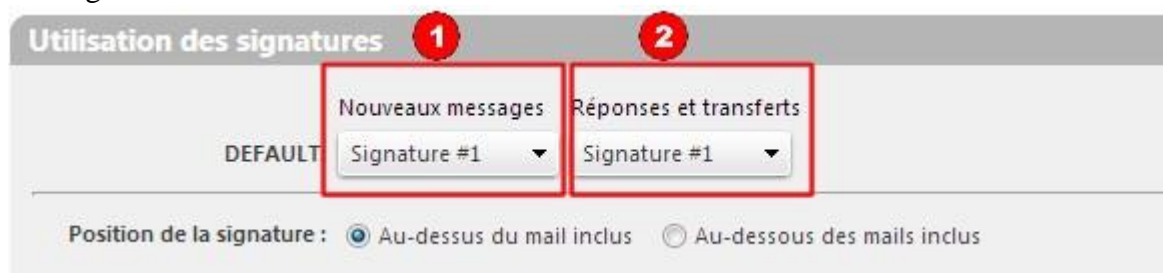 Utilisation des signatures
1 2
Nouveaux messages Réponses et transferts
DEFAULT Signature #1 Signature #1
Position de la signature : Au-dessus du mail inclus Au-dessous des mails inclus